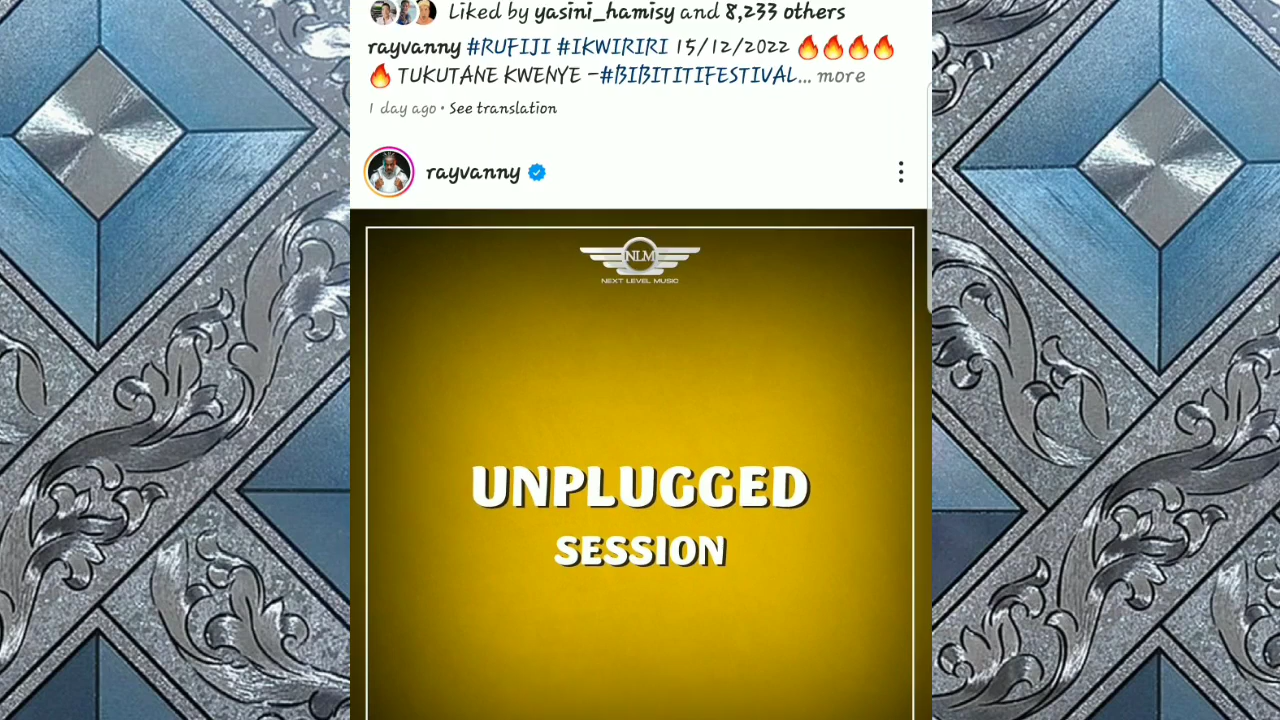 Liked by yasini_hamisy and 8,233 others
rayvanny #RUFIJI #IKWIRIRI 15/12/2022 🔥🔥🔥🔥
🔥 TUKUTANE KWENYE -#BIBITITIFESTIVAL... more
1 day ago • See translation
rayvanny
NLM
NEXT LEVEL MUSIC
UNPLUGGED
SESSION